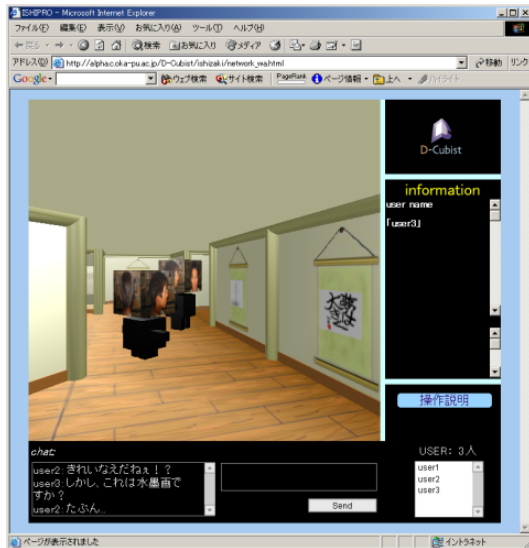 ISHIPRO - Microsoft Internet Explorer
ファイル(F) 編集(E) 表示(V) お気に入り(A) ツール(T) ヘルプ(H)
戻る 検索 お気に入り メディア
アドレス(D) http://alphac.oka-pu.ac.jp/D-Cubist/ishizaki/network_wa.html 移動 リンク
Google ウェブ検索 サイト検索 PageRank ページ情報 上へ ハイライト
D-Cubist
information
user name
「user3」
操作説明
chat:
user2:きれいなえだねぇ！？
user3:しかし、これは水墨画で
すか？
user2:たぶん..
Send
USER: 3人
user1
user2
user3
ページが表示されました
イントラネット